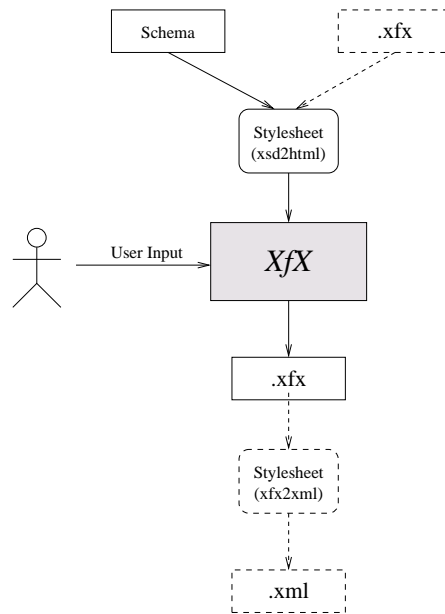 Schema
.xfx
Stylesheet
(xsd2html)
User Input
XfX
.xfx
Stylesheet
(xfx2xml)
.xml